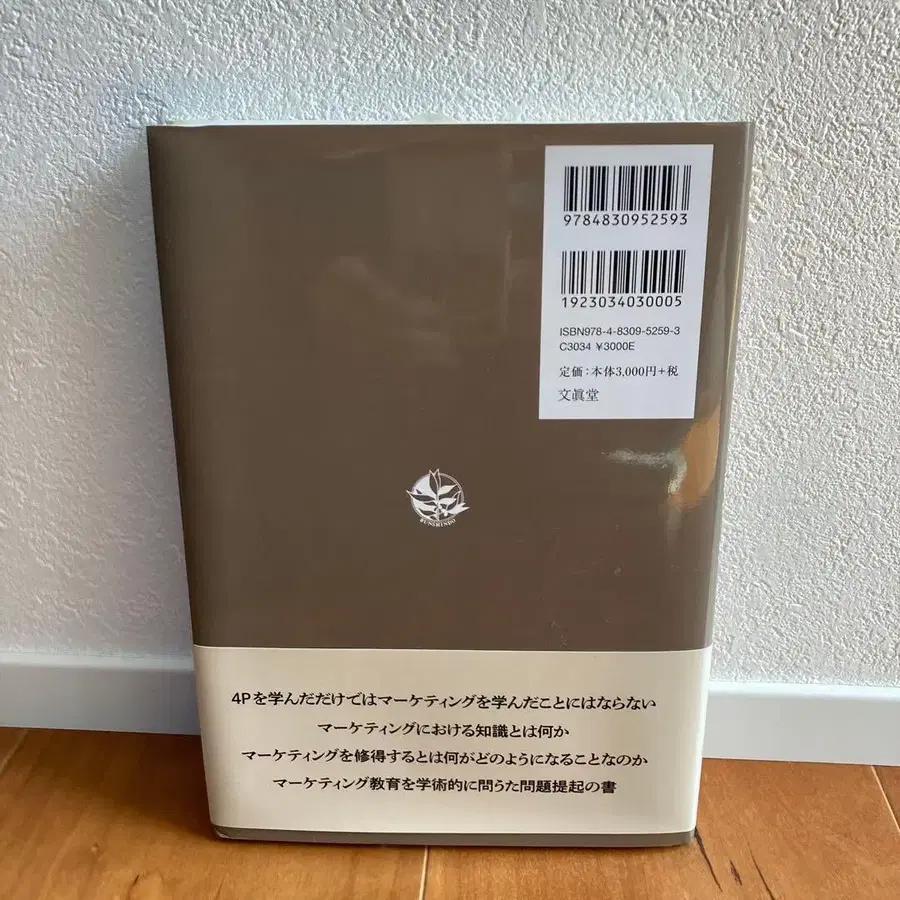 9784830952593
1923034030005
ISBN978-4-8309-5259-3
C3034 ¥3000E
定価：本体3,000円+税
文眞堂
BUNSHINDO
4Pを学んだだけではマーケティングを学んだことにはならない
マーケティングにおける知識とは何か
マーケティングを修得するとは何がどのようになることなのか
マーケティング教育を学術的に問うた問題提起の書